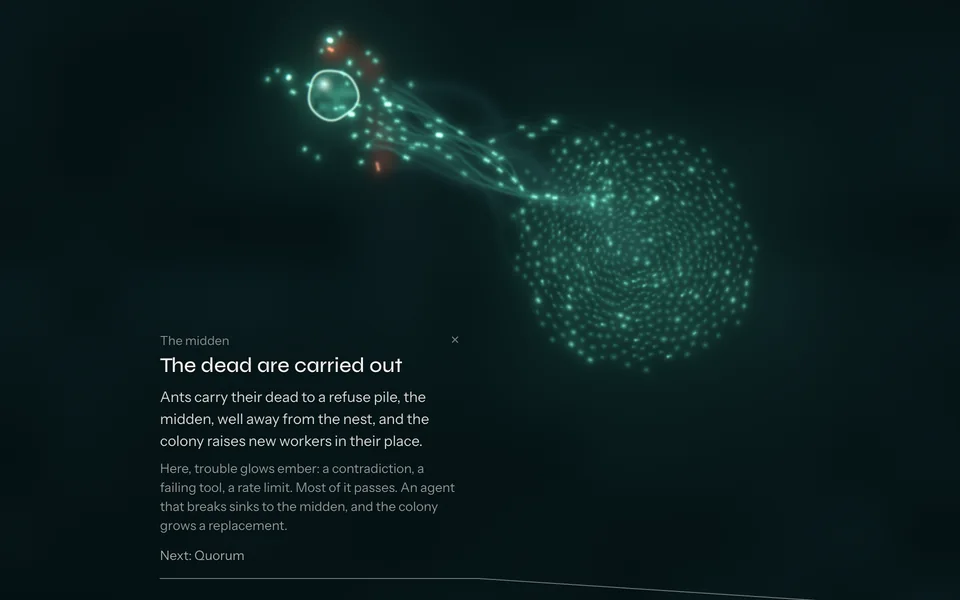 The midden ×
The dead are carried out
Ants carry their dead to a refuse pile, the
midden, well away from the nest, and the
colony raises new workers in their place.
Here, trouble glows ember: a contradiction, a
failing tool, a rate limit. Most of it passes. An agent
that breaks sinks to the midden, and the colony
grows a replacement.
Next: Quorum